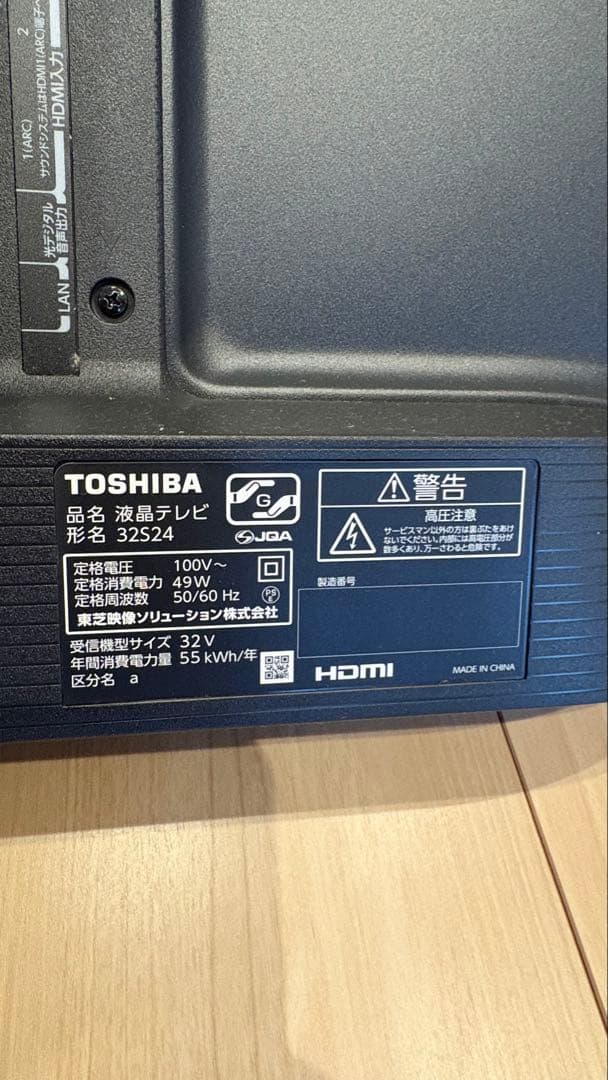 2
1(ARC)
サウンドシステムはHDMI1(ARC)端子へ
HDMI入力
光デジタル
音声出力
LAN
TOSHIBA
品名 液晶テレビ
形名 32S24
G
JQA
定格電圧 100V～
定格消費電力 49W
定格周波数 50/60 Hz
PS
E
東芝映像ソリューション株式会社
受信機型サイズ 32V
年間消費電力量 55 kWh/年
区分名 a
警告
高圧注意
サービスマン以外の方は裏ぶたをあけ
ないでください。内部には高電圧部分が
数多くあり、万一さわると危険です。
製造番号
HDMI
MADE IN CHINA